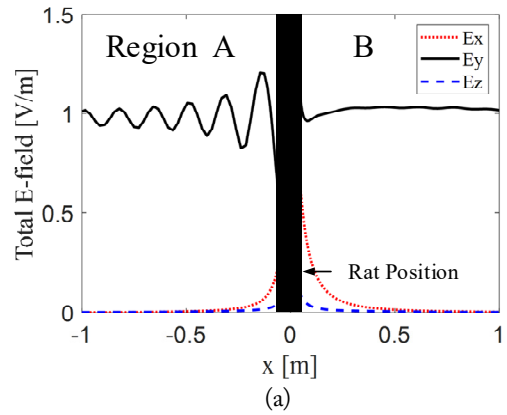 1.5
Region A
B
Ex
Ey
Ez
1
Total E-field [V/m]
0.5
Rat Position
0
-1
-0.5
0
0.5
1
x [m]
(a)